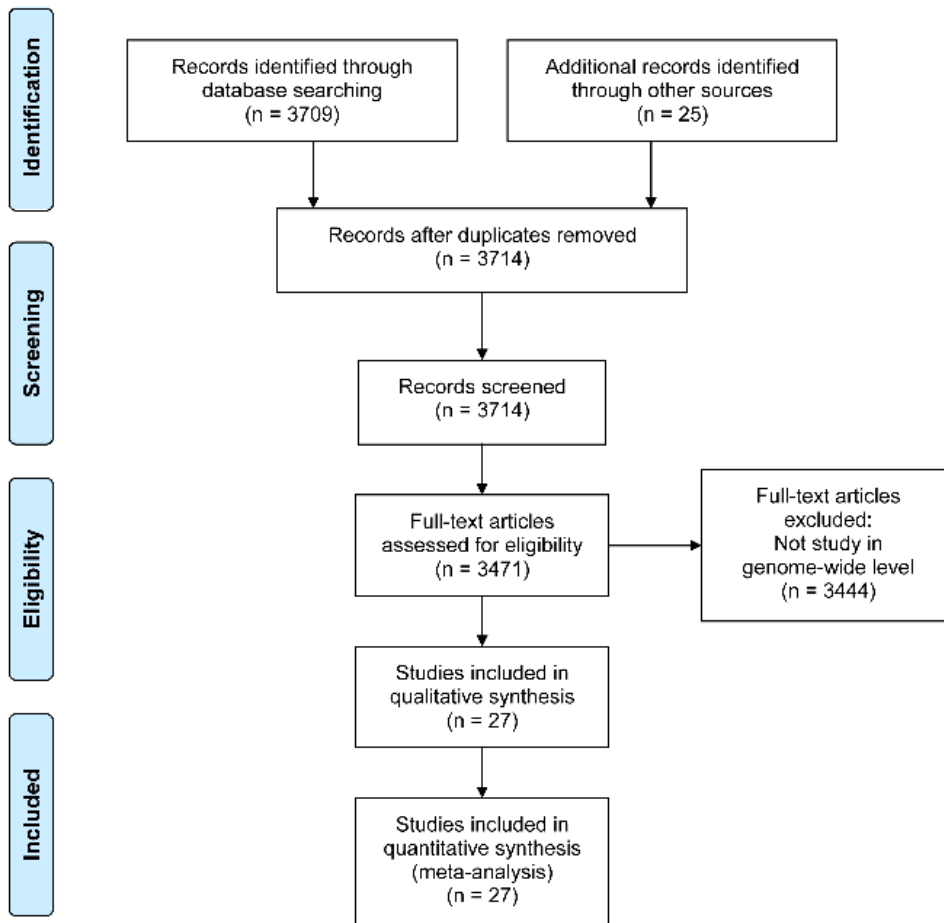 Identification
Records identified through
database searching
(n = 3709)
Additional records identified
through other sources
(n = 25)
Screening
Records after duplicates removed
(n = 3714)
Records screened
(n = 3714)
Eligibility
Full-text articles
assessed for eligibility
(n = 3471)
Full-text articles
excluded:
Not study in
genome-wide level
(n = 3444)
Studies included in
qualitative synthesis
(n = 27)
Included
Studies included in
quantitative synthesis
(meta-analysis)
(n = 27)